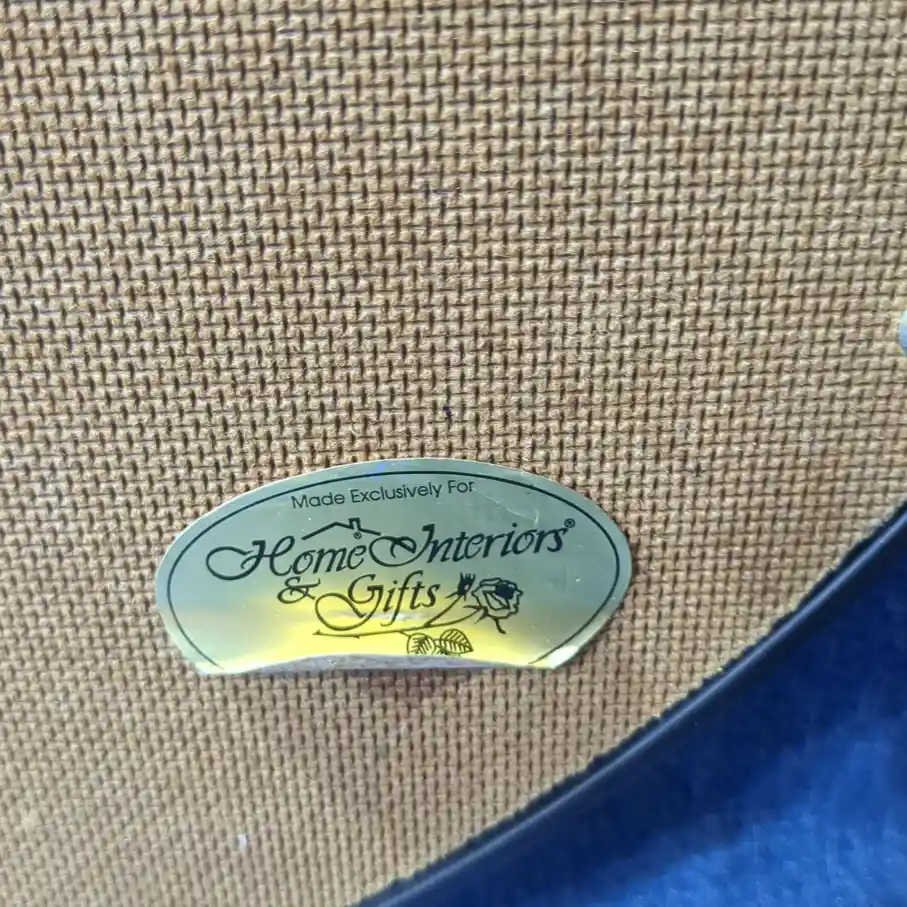 Made Exclusively For
Home Interiors®
& Gifts